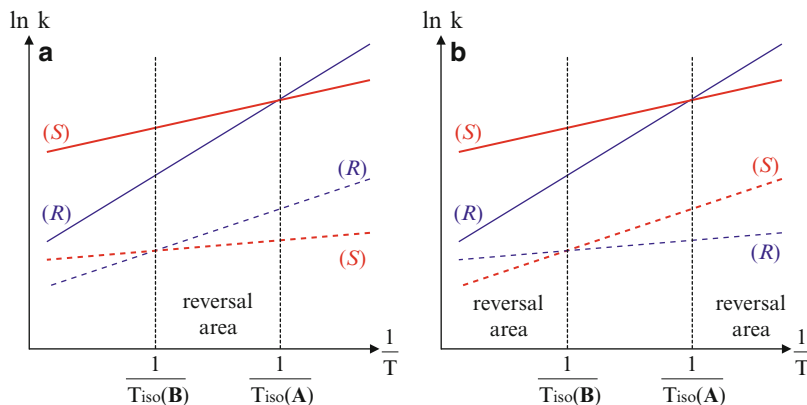 ln k
a
(S)
(R)
(R)
(S)
reversal
area
1
T
1
Tiso(B)
1
Tiso(A)
ln k
b
(S)
(R)
(S)
(R)
reversal
area
reversal
area
1
T
1
Tiso(B)
1
Tiso(A)